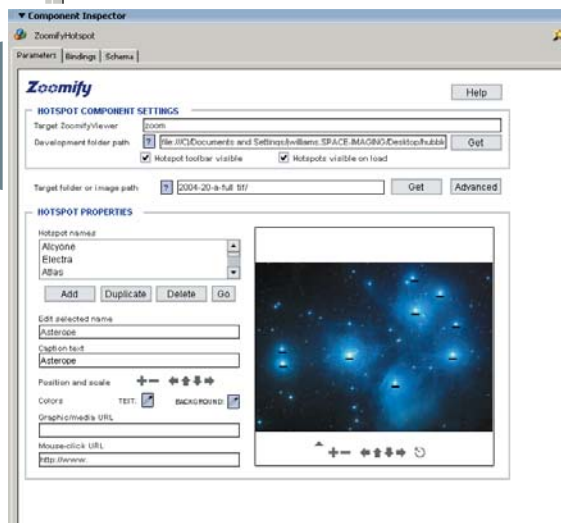 Component Inspector
ZoomifyHotspot
Parameters Bindings Schema
Zoomify
Help
HOTSPOT COMPONENT SETTINGS
Target ZoomifyViewer zoom
Development folder path ? file:///C|/Documents and Settings/jwilliams.SPACE-IMAGING/Desktop/hubbl Get
Hotspot toolbar visible Hotspots visible on load
Target folder or image path ? 2004-20-a-full_tif/ Get Advanced
HOTSPOT PROPERTIES
Hotspot names
Alcyone
Electra
Atlas
Add Duplicate Delete Go
Edit selected name
Asterope
Caption text
Asterope
Position and scale
Colors TEXT: BACKGROUND:
Graphic/media URL
Mouse-click URL
http://www.